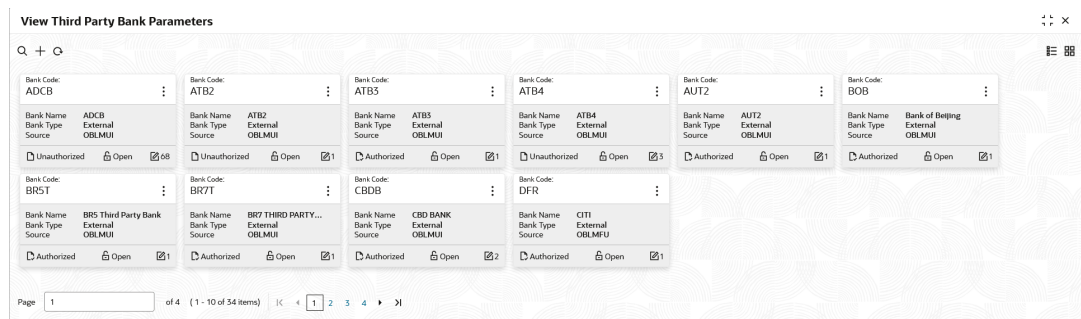 View Third Party Bank Parameters
Bank Code: Bank Code: Bank Code: Bank Code: Bank Code: Bank Code:
ADCB ATB2 ATB3 ATB4 AUT2 BOB
Bank Name ADCB Bank Name ATB2 Bank Name ATB3 Bank Name ATB4 Bank Name AUT2 Bank Name Bank of Beijing
Bank Type External Bank Type External Bank Type External Bank Type External Bank Type External Bank Type External
Source OBLMUI Source OBLMUI Source OBLMUI Source OBLMUI Source OBLMUI Source OBLMUI
Unauthorized Open 68 Unauthorized Open 1 Authorized Open 1 Unauthorized Open 3 Authorized Open 1 Authorized Open 1
Bank Code: Bank Code: Bank Code: Bank Code:
BR5T BR7T CBDB DFR
Bank Name BR5 Third Party Bank Bank Name BR7 THIRD PARTY... Bank Name CBD BANK Bank Name CITI
Bank Type External Bank Type External Bank Type External Bank Type External
Source OBLMUI Source OBLMUI Source OBLMUI Source OBLMFU
Authorized Open 1 Authorized Open 1 Authorized Open 2 Authorized Open 1
Page 1 of 4 ( 1 - 10 of 34 items) 1 2 3 4